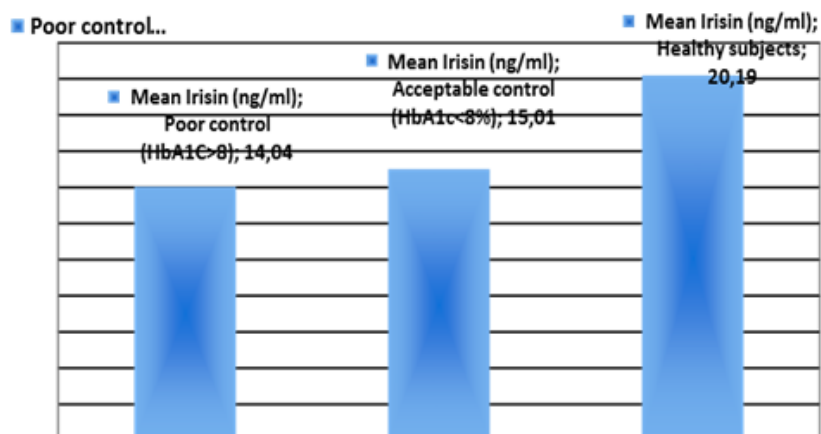 Poor control...
Mean Irisin (ng/ml);
Poor control
(HbA1C>8); 14,04
Mean Irisin (ng/ml);
Acceptable control
(HbA1c<8%); 15,01
Mean Irisin (ng/ml);
Healthy subjects;
20,19